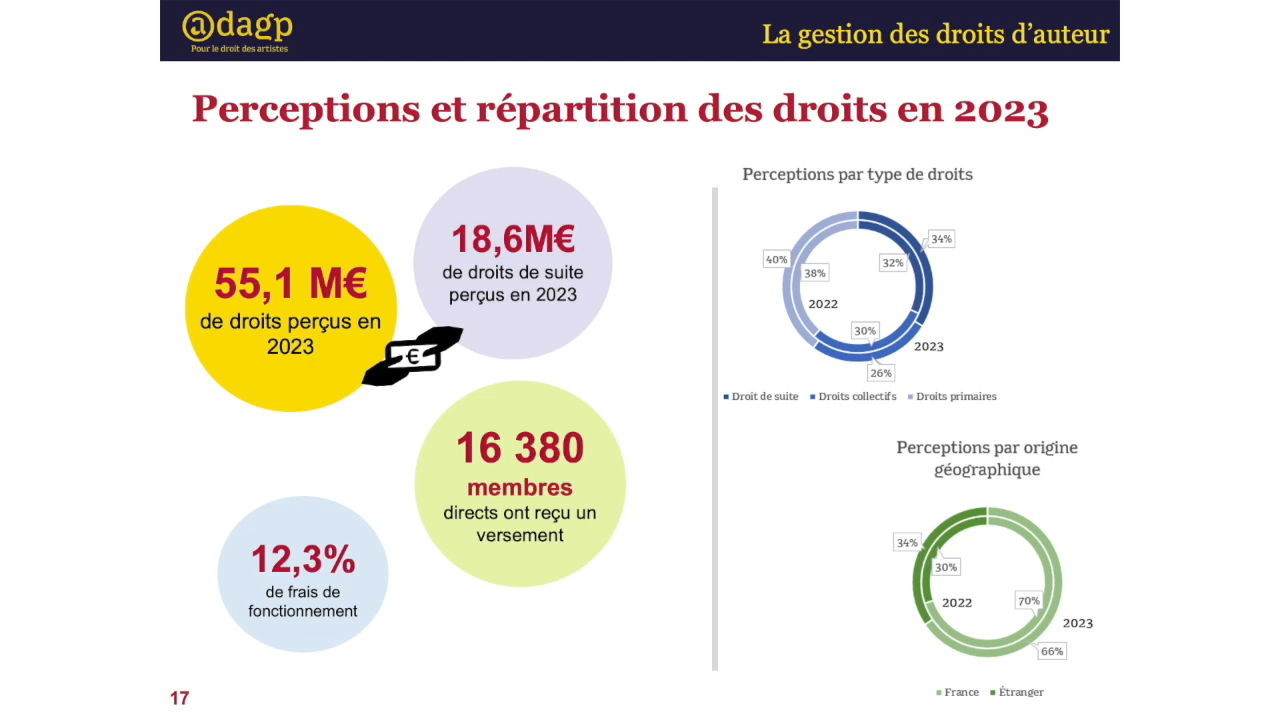 @dagp
Pour le droit des artistes
La gestion des droits d’auteur
Perceptions et répartition des droits en 2023
55,1 M€
de droits perçus en
2023
18,6M€
de droits de suite
perçus en 2023
€
16 380
membres
directs ont reçu un
versement
12,3%
de frais de
fonctionnement
Perceptions par type de droits
34%
40%
32%
38%
2022
30%
2023
26%
Droit de suite Droits collectifs Droits primaires
Perceptions par origine
géographique
34%
30%
2022
70%
2023
66%
France Étranger
17